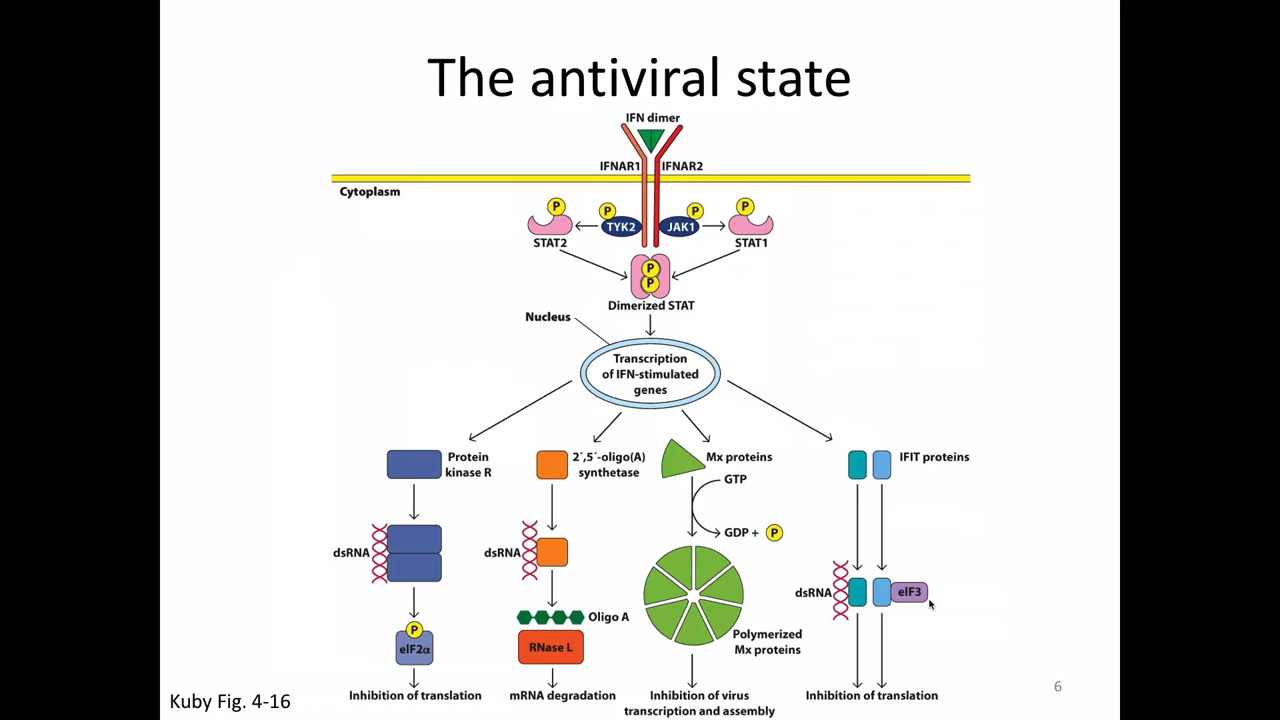 The antiviral state
IFN dimer
IFNAR1
IFNAR2
Cytoplasm
P
P
P
P
TYK2
JAK1
STAT2
STAT1
P
P
Dimerized STAT
Nucleus
Transcription
of IFN-stimulated
genes
Protein
kinase R
2´,5´-oligo(A)
synthetase
Mx proteins
IFIT proteins
GTP
GDP +
P
dsRNA
dsRNA
dsRNA
eIF3
P
eIF2α
Oligo A
RNase L
Polymerized
Mx proteins
Inhibition of translation
mRNA degradation
Inhibition of virus
transcription and assembly
Inhibition of translation
6
Kuby Fig. 4-16